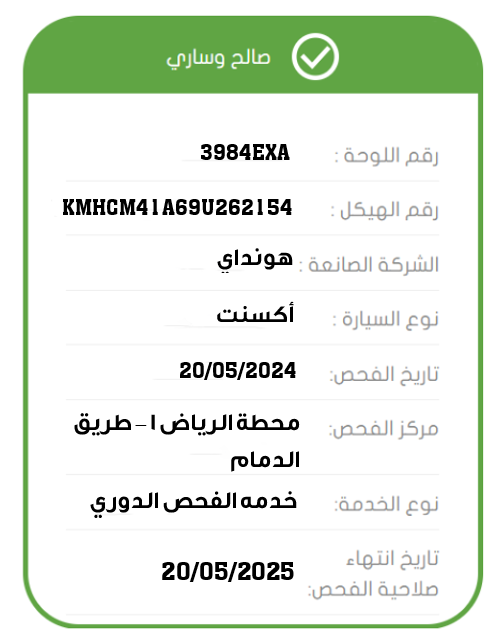 صالح وساري
رقم اللوحة : 3984EXA
رقم الهيكل : KMHCM41A69U262154
الشركة الصانعة : هونداي
نوع السيارة : أكسنت
تاريخ الفحص: 20/05/2024
مركز الفحص: محطة الرياض ١ – طريق
الدمام
نوع الخدمة: خدمه الفحص الدوري
تاريخ انتهاء
صلاحية الفحص: 20/05/2025